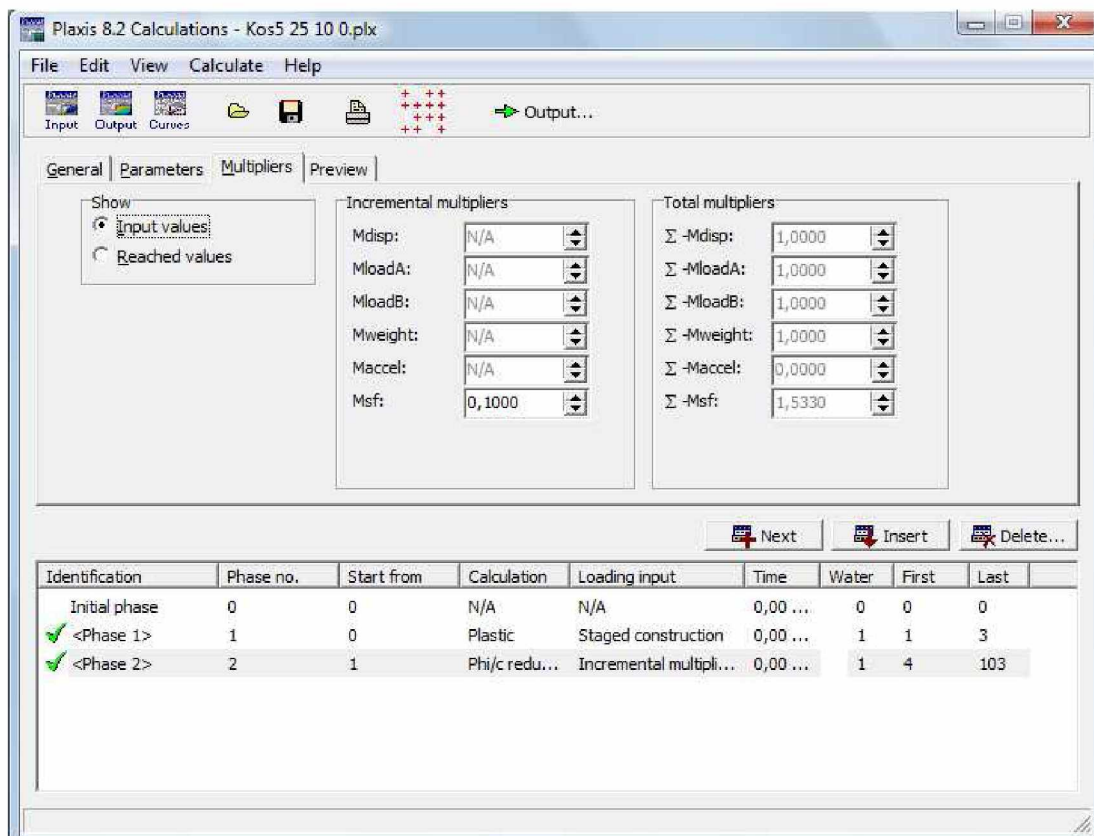 Plaxis 8.2 Calculations - Kos5 25 10 0.plx
File Edit View Calculate Help
Input Output Curves Output...
General Parameters Multipliers Preview
Show
Input values
Reached values
Incremental multipliers
Mdisp: N/A
MloadA: N/A
MloadB: N/A
Mweight: N/A
Maccel: N/A
Msf: 0,1000
Total multipliers
Σ -Mdisp: 1,0000
Σ -MloadA: 1,0000
Σ -MloadB: 1,0000
Σ -Mweight: 1,0000
Σ -Maccel: 0,0000
Σ -Msf: 1,5330
Next Insert Delete...
Identification Phase no. Start from Calculation Loading input Time Water First Last
Initial phase 0 0 N/A N/A 0,00 ... 0 0 0
<Phase 1> 1 0 Plastic Staged construction 0,00 ... 1 1 3
<Phase 2> 2 1 Phi/c redu... Incremental multipli... 0,00 ... 1 4 103